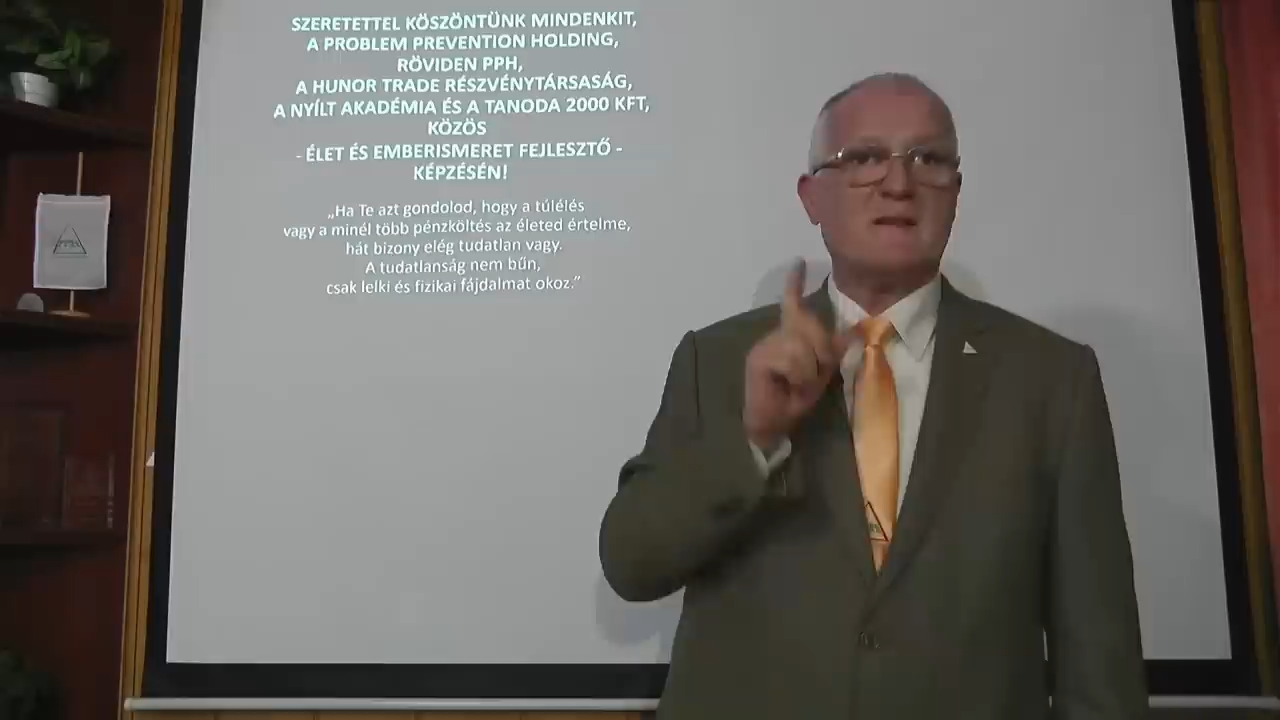 SZERETETTEL KÖSZÖNTÜNK MINDENKIT,
A PROBLEM PREVENTION HOLDING,
RÖVIDEN PPH,
A HUNOR TRADE RÉSZVÉNYTÁRSASÁG,
A NYÍLT AKADÉMIA ÉS A TANODA 2000 KFT,
KÖZÖS
- ÉLET ÉS EMBERISMERET FEJLESZTŐ -
KÉPZÉSÉN!
„Ha Te azt gondolod, hogy a túlélés
vagy a minél több pénzköltés az életed értelme,
hát bizony elég tudatlan vagy.
A tudatlanság nem bűn,
csak lelki és fizikai fájdalmat okoz.”